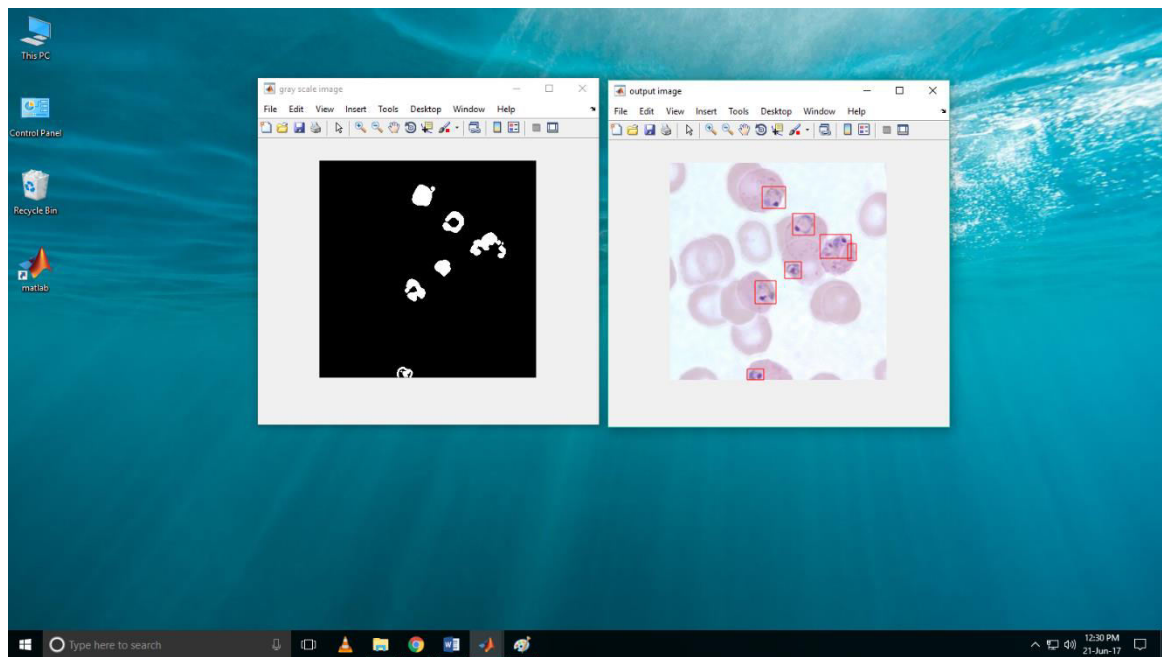 This PC
Control Panel
Recycle Bin
matlab
gray scale image
File Edit View Insert Tools Desktop Window Help
output image
File Edit View Insert Tools Desktop Window Help
Type here to search
12:30 PM
21-Jun-17